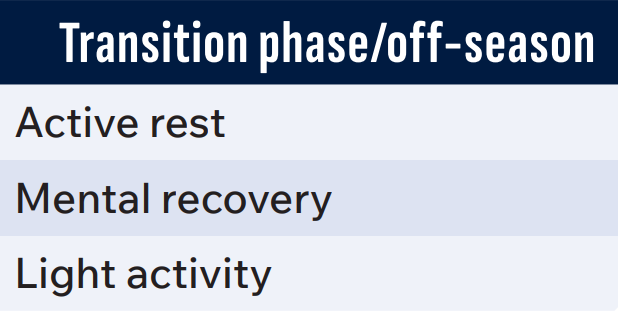 Transition phase/off-season
Active rest
Mental recovery
Light activity